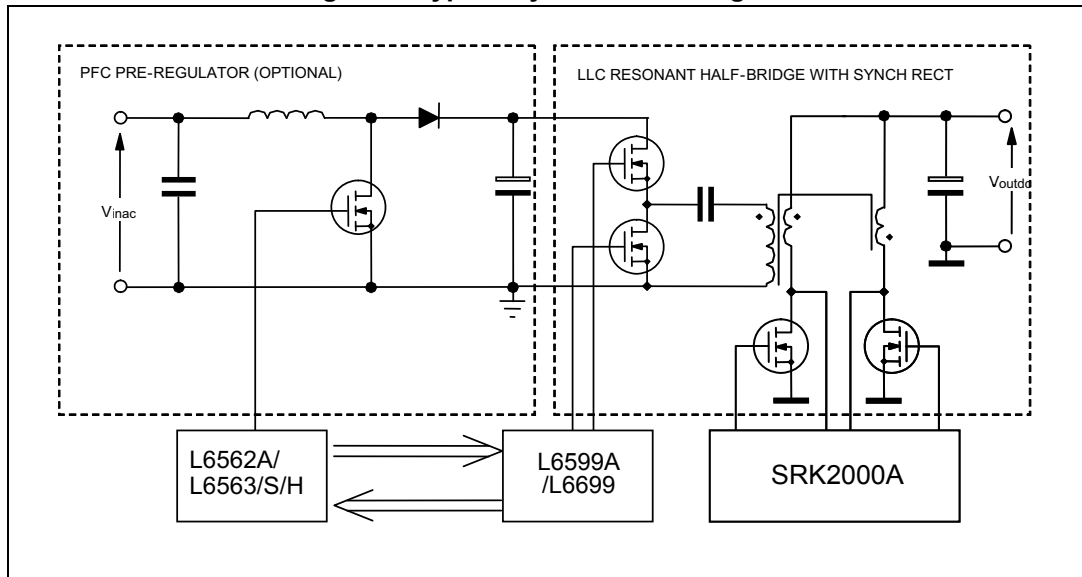 PFC PRE-REGULATOR (OPTIONAL)
LLC RESONANT HALF-BRIDGE WITH SYNCH RECT
Vinac
Voutdc
L6562A/
L6563/S/H
L6599A
/L6699
SRK2000A